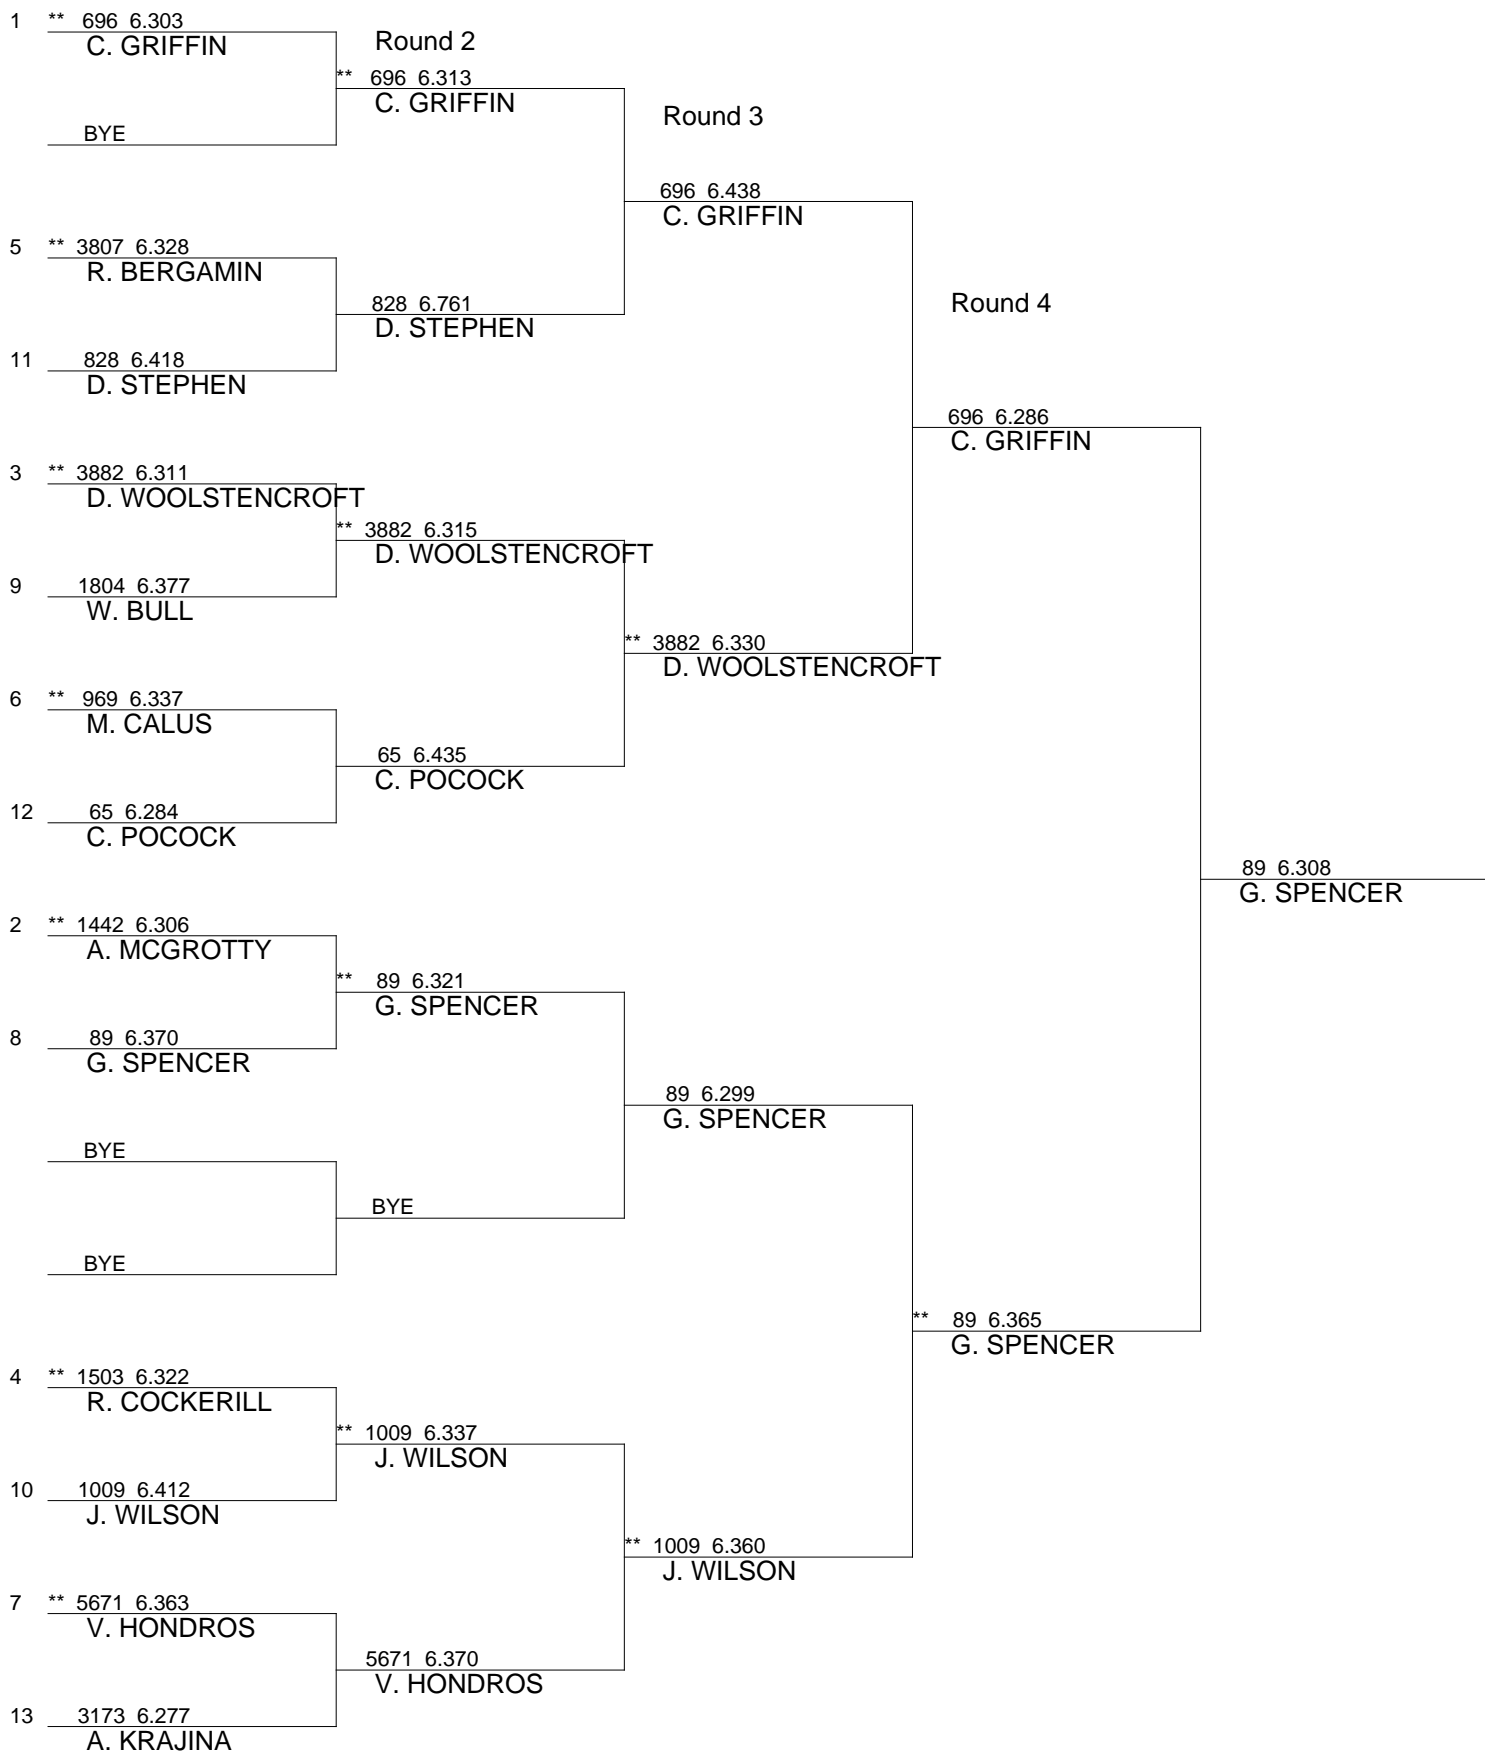 1 ** 696 6.303
C. GRIFFIN
Round 2
** 696 6.313
C. GRIFFIN
Round 3
BYE
696 6.438
C. GRIFFIN
5 ** 3807 6.328
R. BERGAMIN
Round 4
828 6.761
D. STEPHEN
11 828 6.418
D. STEPHEN
696 6.286
C. GRIFFIN
3 ** 3882 6.311
D. WOOLSTENCROFT
** 3882 6.315
D. WOOLSTENCROFT
9 1804 6.377
W. BULL
** 3882 6.330
D. WOOLSTENCROFT
6 ** 969 6.337
M. CALUS
65 6.435
C. POCOCK
12 65 6.284
C. POCOCK
89 6.308
G. SPENCER
2 ** 1442 6.306
A. MCGROTTY
** 89 6.321
G. SPENCER
8 89 6.370
G. SPENCER
89 6.299
G. SPENCER
BYE
BYE
BYE
** 89 6.365
G. SPENCER
4 ** 1503 6.322
R. COCKERILL
** 1009 6.337
J. WILSON
10 1009 6.412
J. WILSON
** 1009 6.360
J. WILSON
7 ** 5671 6.363
V. HONDROS
5671 6.370
V. HONDROS
13 3173 6.277
A. KRAJINA